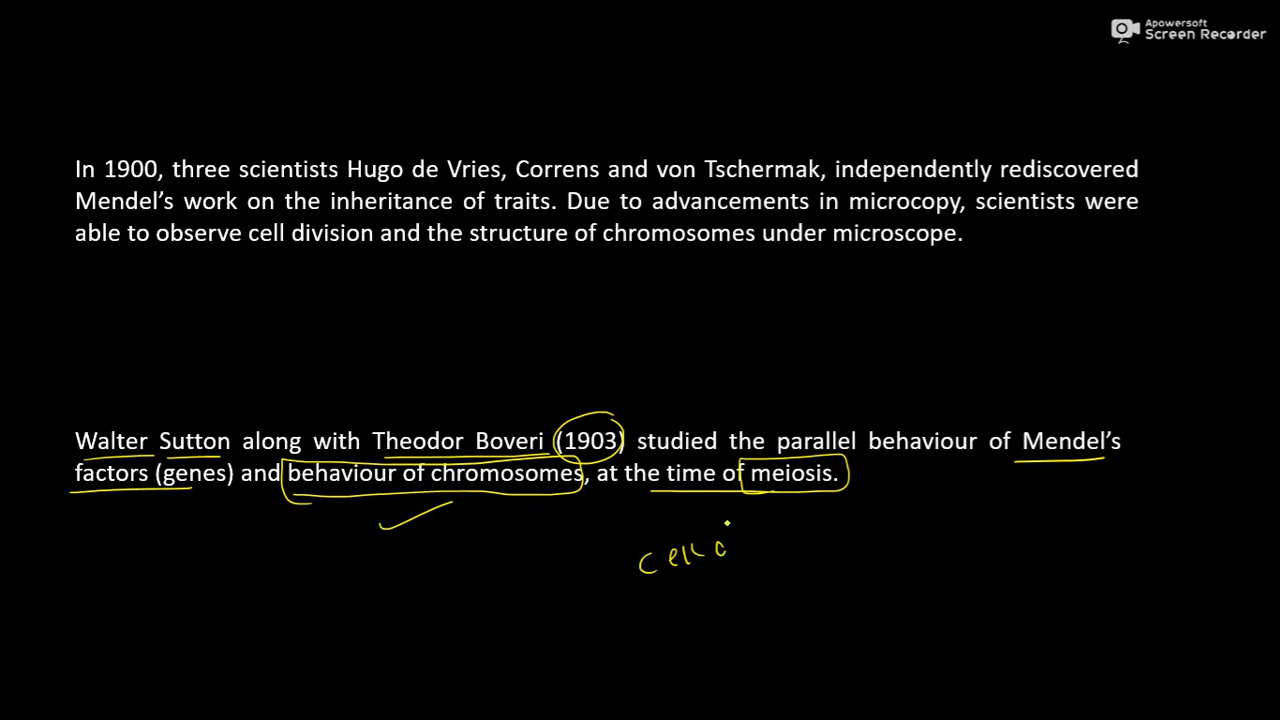 Apowersoft
Screen Recorder
In 1900, three scientists Hugo de Vries, Correns and von Tschermak, independently rediscovered
Mendel’s work on the inheritance of traits. Due to advancements in microcopy, scientists were
able to observe cell division and the structure of chromosomes under microscope.
Walter Sutton along with Theodor Boveri (1903) studied the parallel behaviour of Mendel’s
factors (genes) and behaviour of chromosomes, at the time of meiosis.
cell